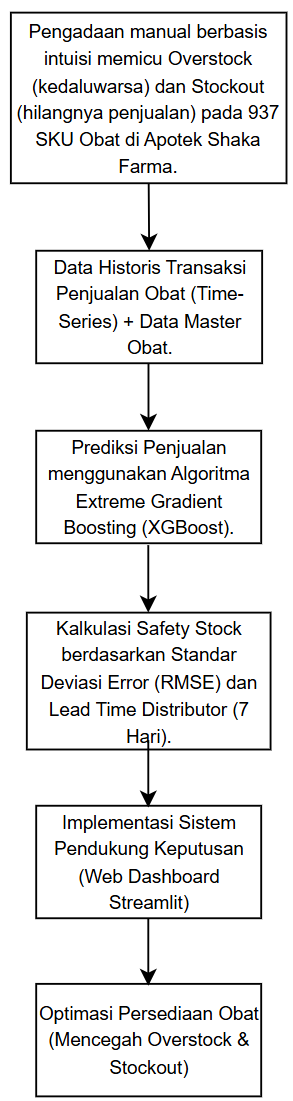 Pengadaan manual berbasis
intuisi memicu Overstock
(kedaluwarsa) dan Stockout
(hilangnya penjualan) pada 937
SKU Obat di Apotek Shaka
Farma.
Data Historis Transaksi
Penjualan Obat (Time-
Series) + Data Master
Obat.
Prediksi Penjualan
menggunakan Algoritma
Extreme Gradient
Boosting (XGBoost).
Kalkulasi Safety Stock
berdasarkan Standar
Deviasi Error (RMSE) dan
Lead Time Distributor (7
Hari).
Implementasi Sistem
Pendukung Keputusan
(Web Dashboard
Streamlit)
Optimasi Persediaan Obat
(Mencegah Overstock &
Stockout)